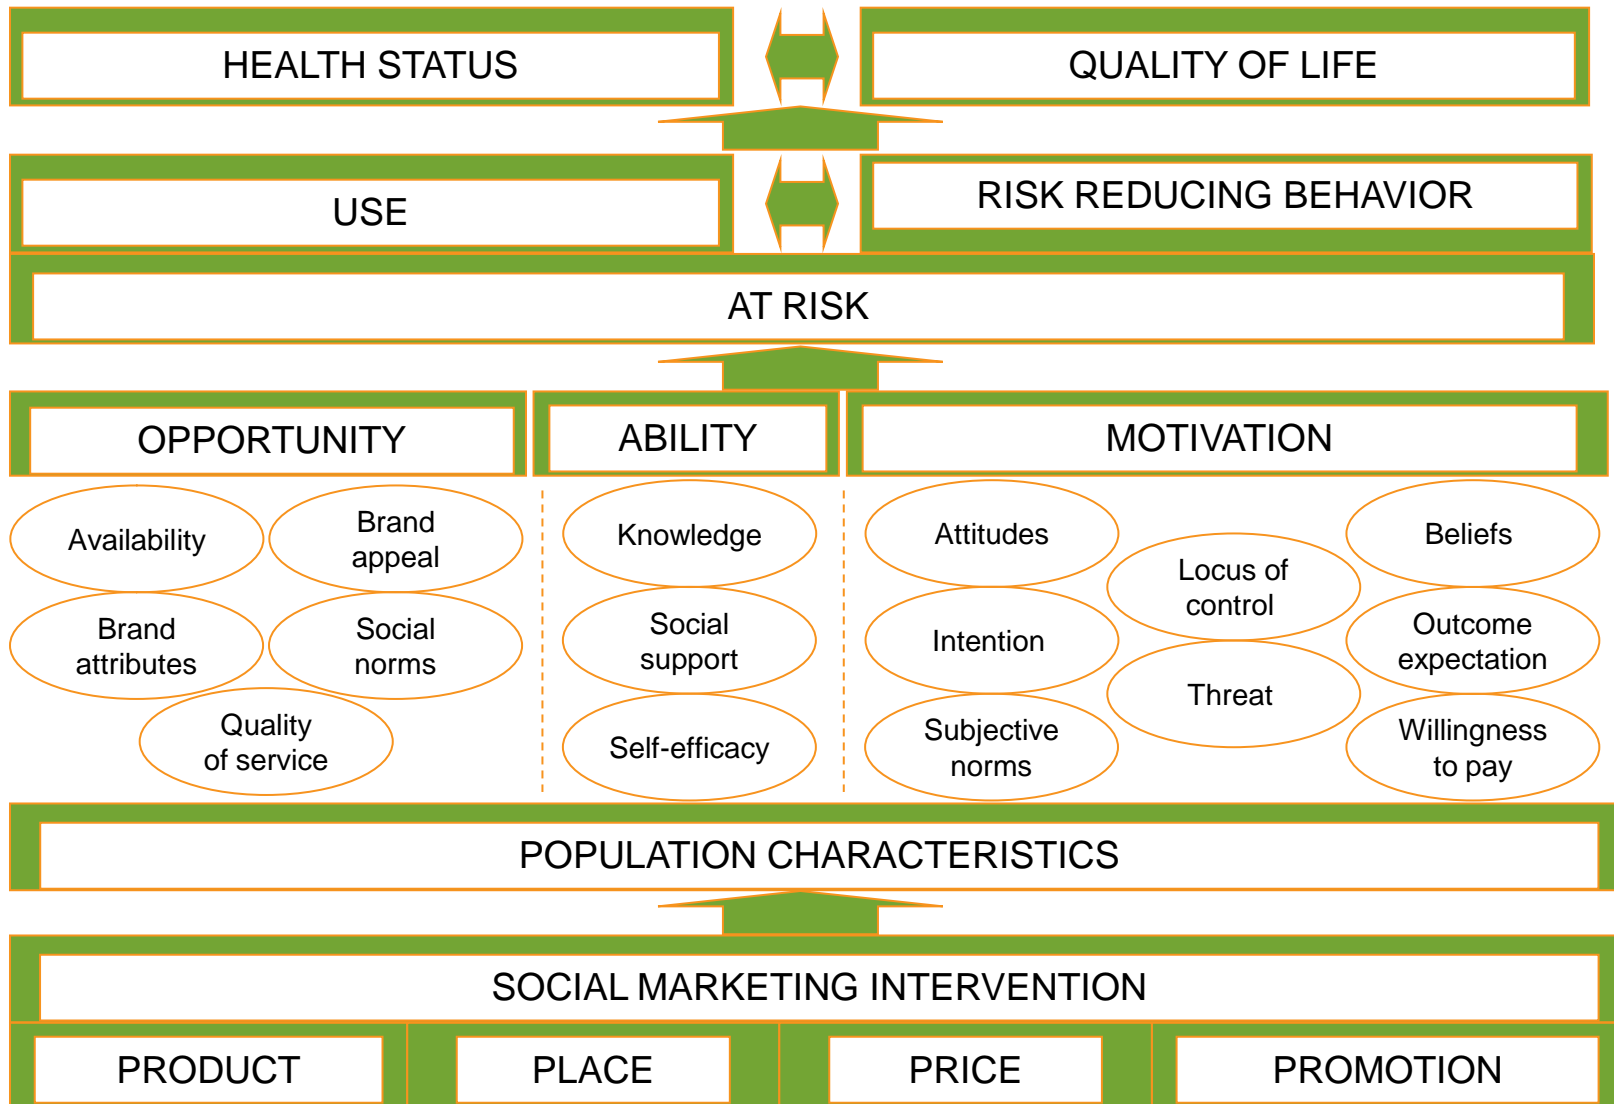 HEALTH STATUS
QUALITY OF LIFE
USE
RISK REDUCING BEHAVIOR
AT RISK
OPPORTUNITY
ABILITY
MOTIVATION
Availability
Brand
appeal
Brand
attributes
Social
norms
Quality
of service
Knowledge
Social
support
Self-efficacy
Attitudes
Intention
Subjective
norms
Locus of
control
Threat
Beliefs
Outcome
expectation
Willingness
to pay
POPULATION CHARACTERISTICS
SOCIAL MARKETING INTERVENTION
PRODUCT
PLACE
PRICE
PROMOTION